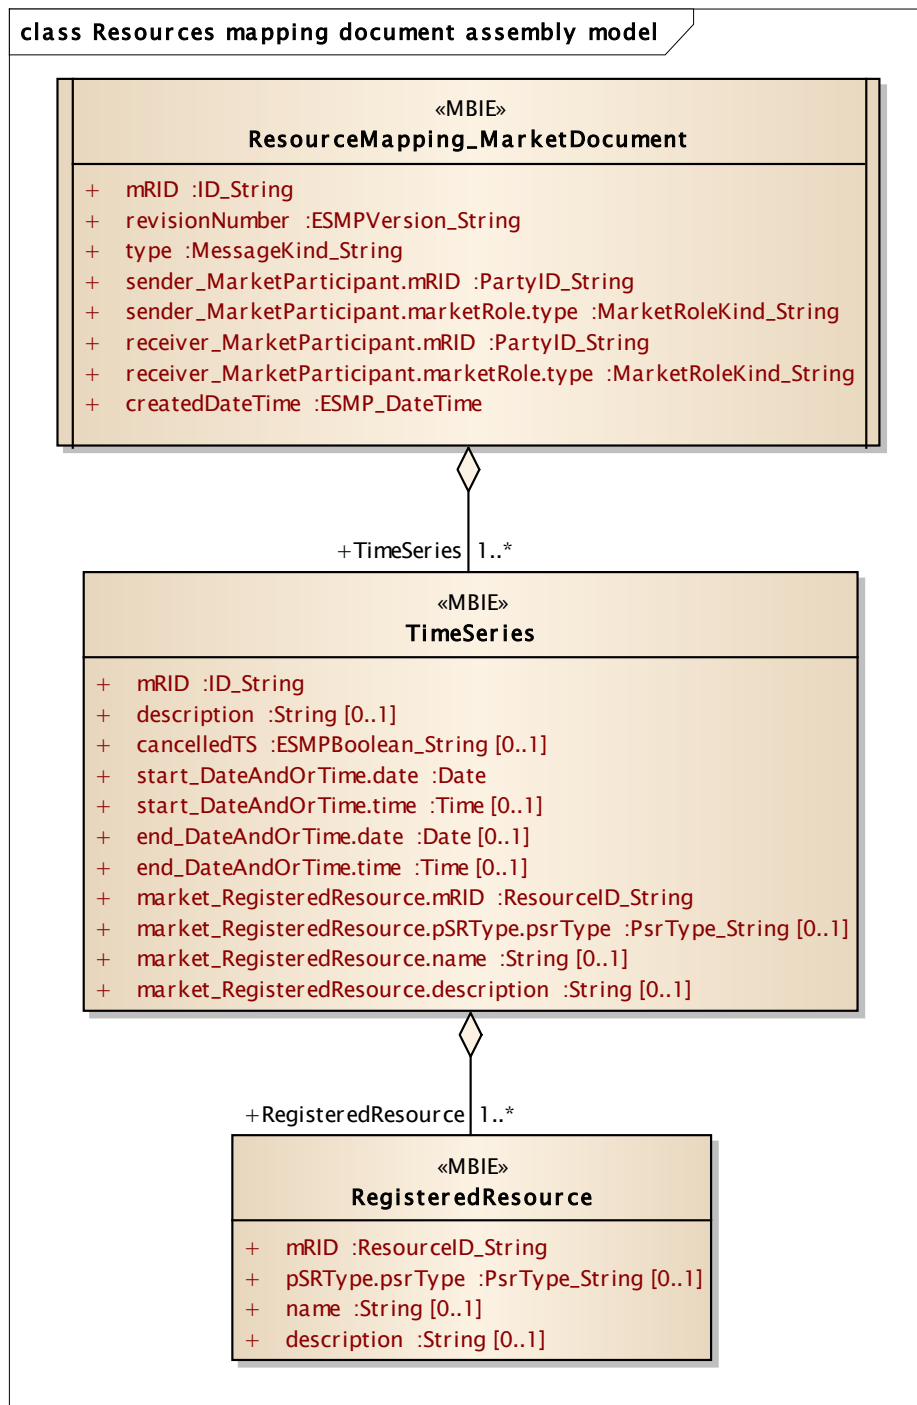 class Resources mapping document assembly model
«MBIE»
ResourceMapping_MarketDocument
+ mRID :ID_String
+ revisionNumber :ESMPVersion_String
+ type :MessageKind_String
+ sender_MarketParticipant.mRID :PartyID_String
+ sender_MarketParticipant.marketRole.type :MarketRoleKind_String
+ receiver_MarketParticipant.mRID :PartyID_String
+ receiver_MarketParticipant.marketRole.type :MarketRoleKind_String
+ createdDateTime :ESMP_DateTime
+TimeSeries 1..*
«MBIE»
TimeSeries
+ mRID :ID_String
+ description :String [0..1]
+ cancelledTS :ESMPBoolean_String [0..1]
+ start_DateAndOrTime.date :Date
+ start_DateAndOrTime.time :Time [0..1]
+ end_DateAndOrTime.date :Date [0..1]
+ end_DateAndOrTime.time :Time [0..1]
+ market_RegisteredResource.mRID :ResourceID_String
+ market_RegisteredResource.pSRType.psrType :PsrType_String [0..1]
+ market_RegisteredResource.name :String [0..1]
+ market_RegisteredResource.description :String [0..1]
+RegisteredResource 1..*
«MBIE»
RegisteredResource
+ mRID :ResourceID_String
+ pSRType.psrType :PsrType_String [0..1]
+ name :String [0..1]
+ description :String [0..1]